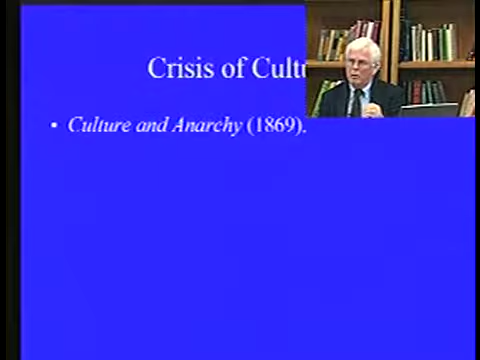 Crisis of Cultu
• Culture and Anarchy (1869).